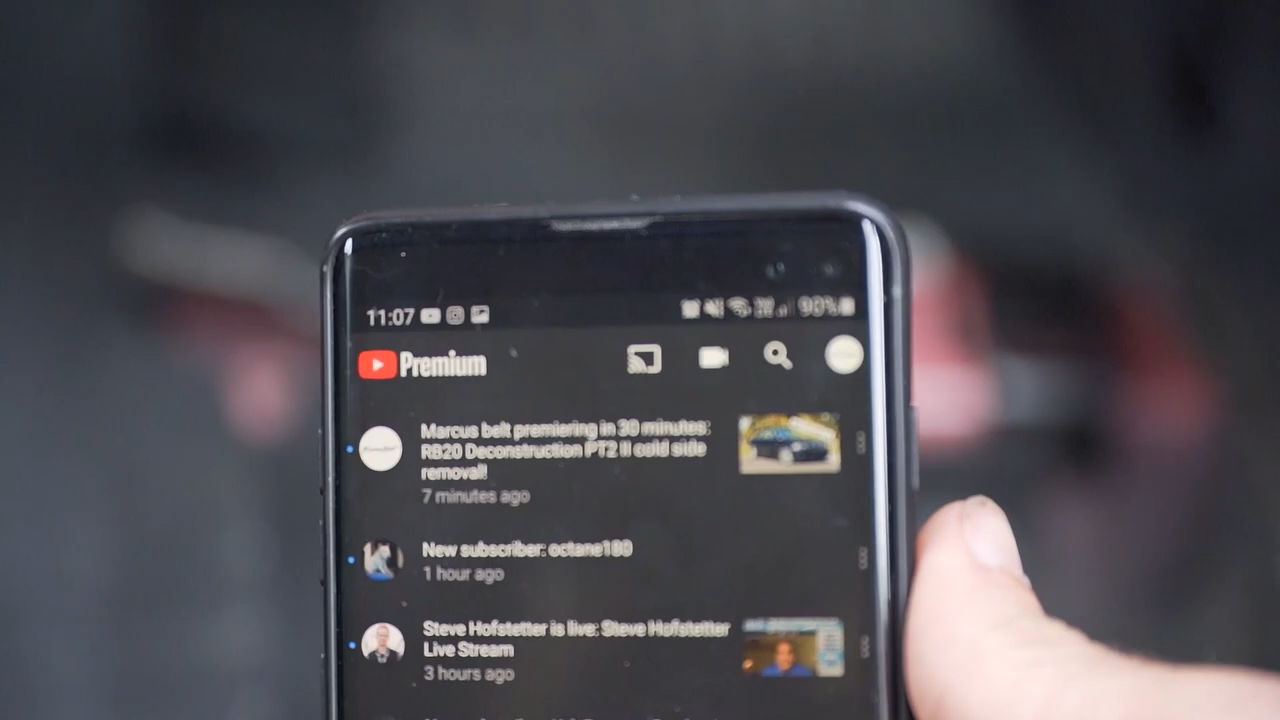 11:07
90%
Premium
Marcus belt premiering in 30 minutes:
RB20 Deconstruction PT2 II cold side
removal!
7 minutes ago
New subscriber: octane180
1 hour ago
Steve Hofstetter is live: Steve Hofstetter
Live Stream
3 hours ago